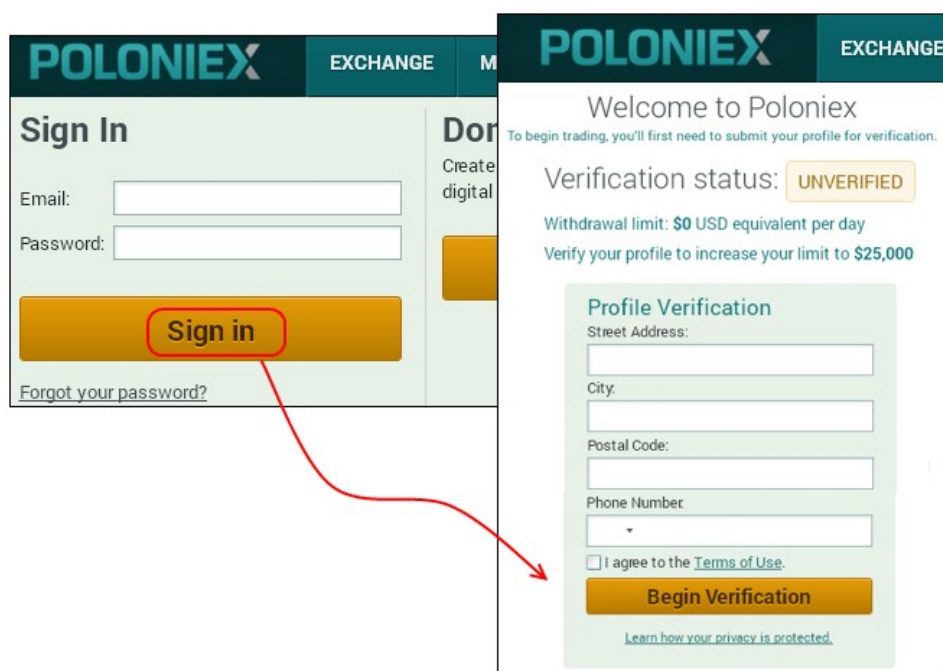 POLONIEX
EXCHANGE
M
Sign In
Email:
Password:
Sign in
Forgot your password?
Create
digital
POLONIEX
EXCHANGE
Welcome to Poloniex
To begin trading, you'll first need to submit your profile for verification.
Verification status: UNVERIFIED
Withdrawal limit: $0 USD equivalent per day
Verify your profile to increase your limit to $25,000
Profile Verification
Street Address:
City:
Postal Code:
Phone Number:
I agree to the Terms of Use.
Begin Verification
Learn how your privacy is protected.